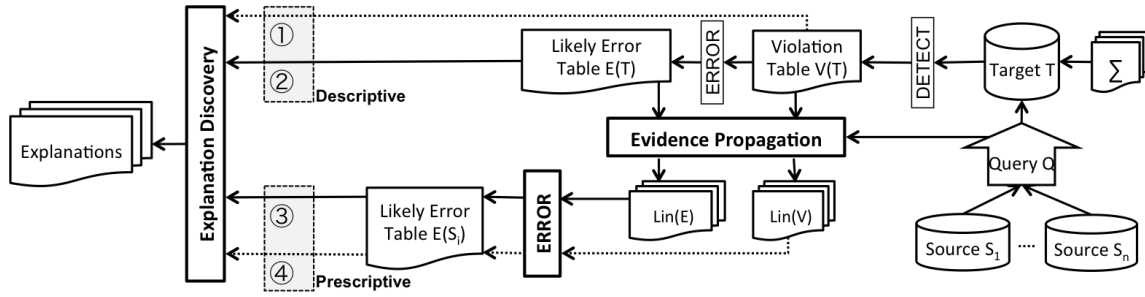 Explanations
Explanation Discovery
①
②
Descriptive
Likely Error
Table E(T)
ERROR
Violation
Table V(T)
DETECT
Target T
∑
Evidence Propagation
Query Q
Lin(E)
Lin(V)
③
④
Prescriptive
Likely Error
Table E(Sᵢ)
ERROR
Source S₁
....
Source Sₙ